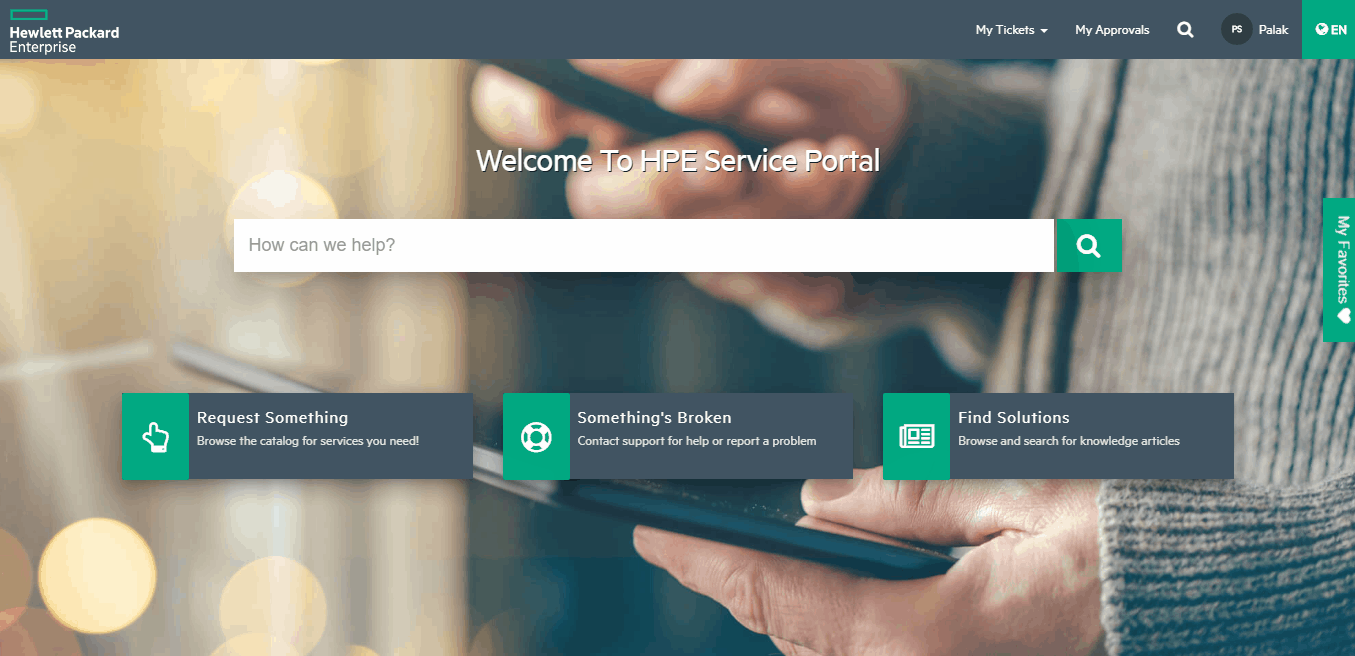 Hewlett Packard
Enterprise
My Tickets
My Approvals
PS
Palak
EN
Welcome To HPE Service Portal
How can we help?
My Favorites
Request Something
Browse the catalog for services you need!
Something's Broken
Contact support for help or report a problem
Find Solutions
Browse and search for knowledge articles